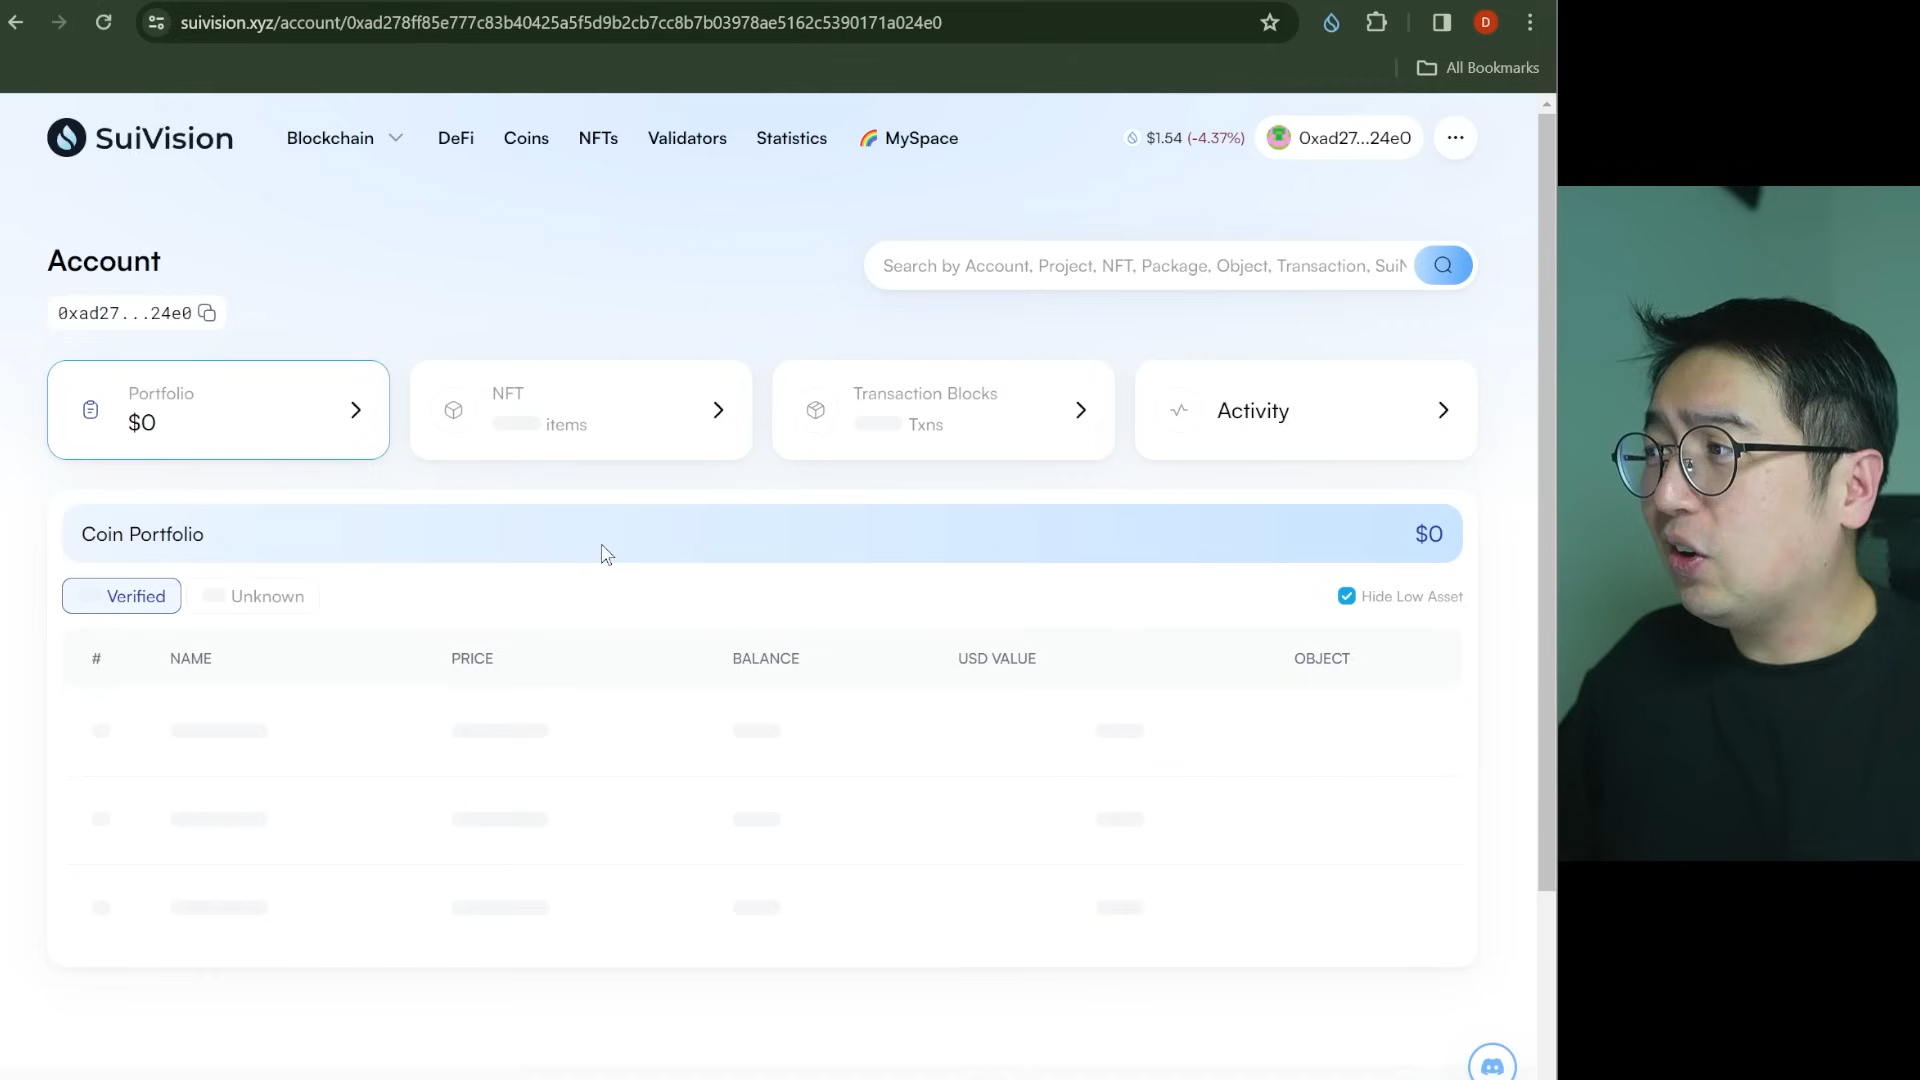 suivision.xyz/account/0xad278ff85e777c83b40425a5f5d9b2cb7cc8b7b03978ae5162c5390171a024e0
D
All Bookmarks
SuiVision
Blockchain
DeFi
Coins
NFTs
Validators
Statistics
MySpace
$1.54 (-4.37%)
0xad27...24e0
Account
Search by Account, Project, NFT, Package, Object, Transaction, SuiN
0xad27...24e0
Portfolio
$0
NFT
items
Transaction Blocks
Txns
Activity
Coin Portfolio
$0
Verified
Unknown
Hide Low Asset
#
NAME
PRICE
BALANCE
USD VALUE
OBJECT